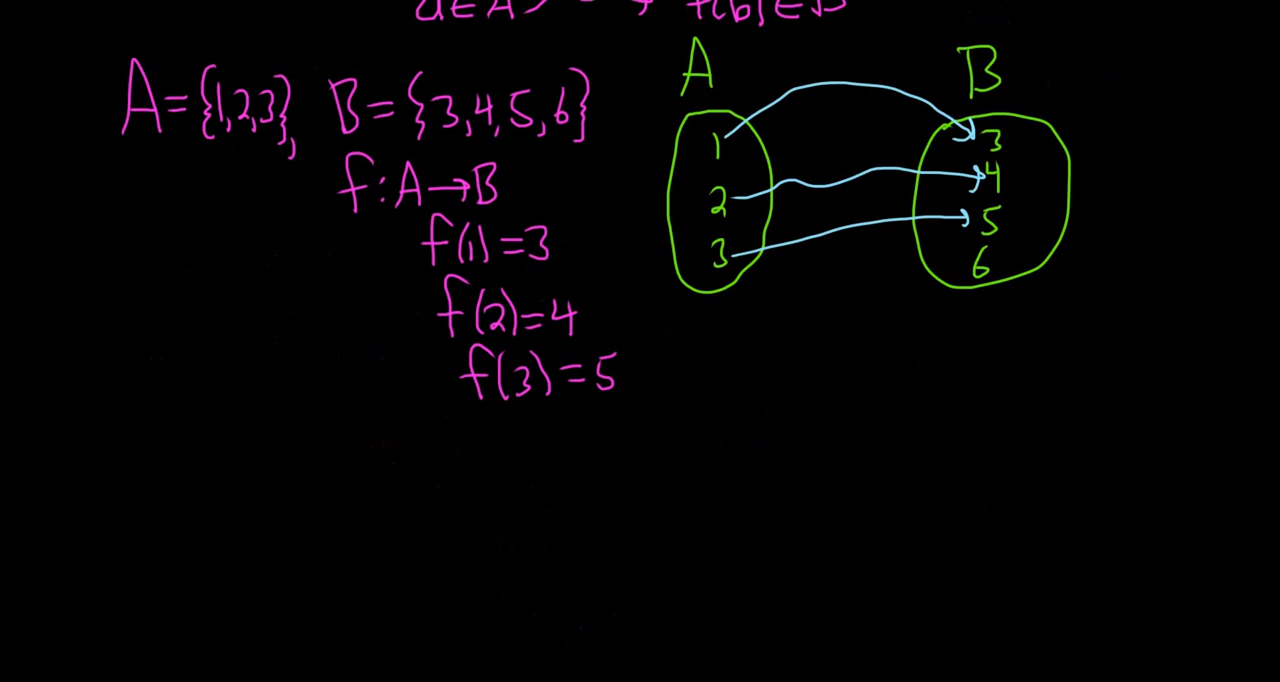 A={1,2,3}, B={3,4,5,6}
f:A→B
f(1)=3
f(2)=4
f(3)=5
A
B
1
2
3
3
4
5
6